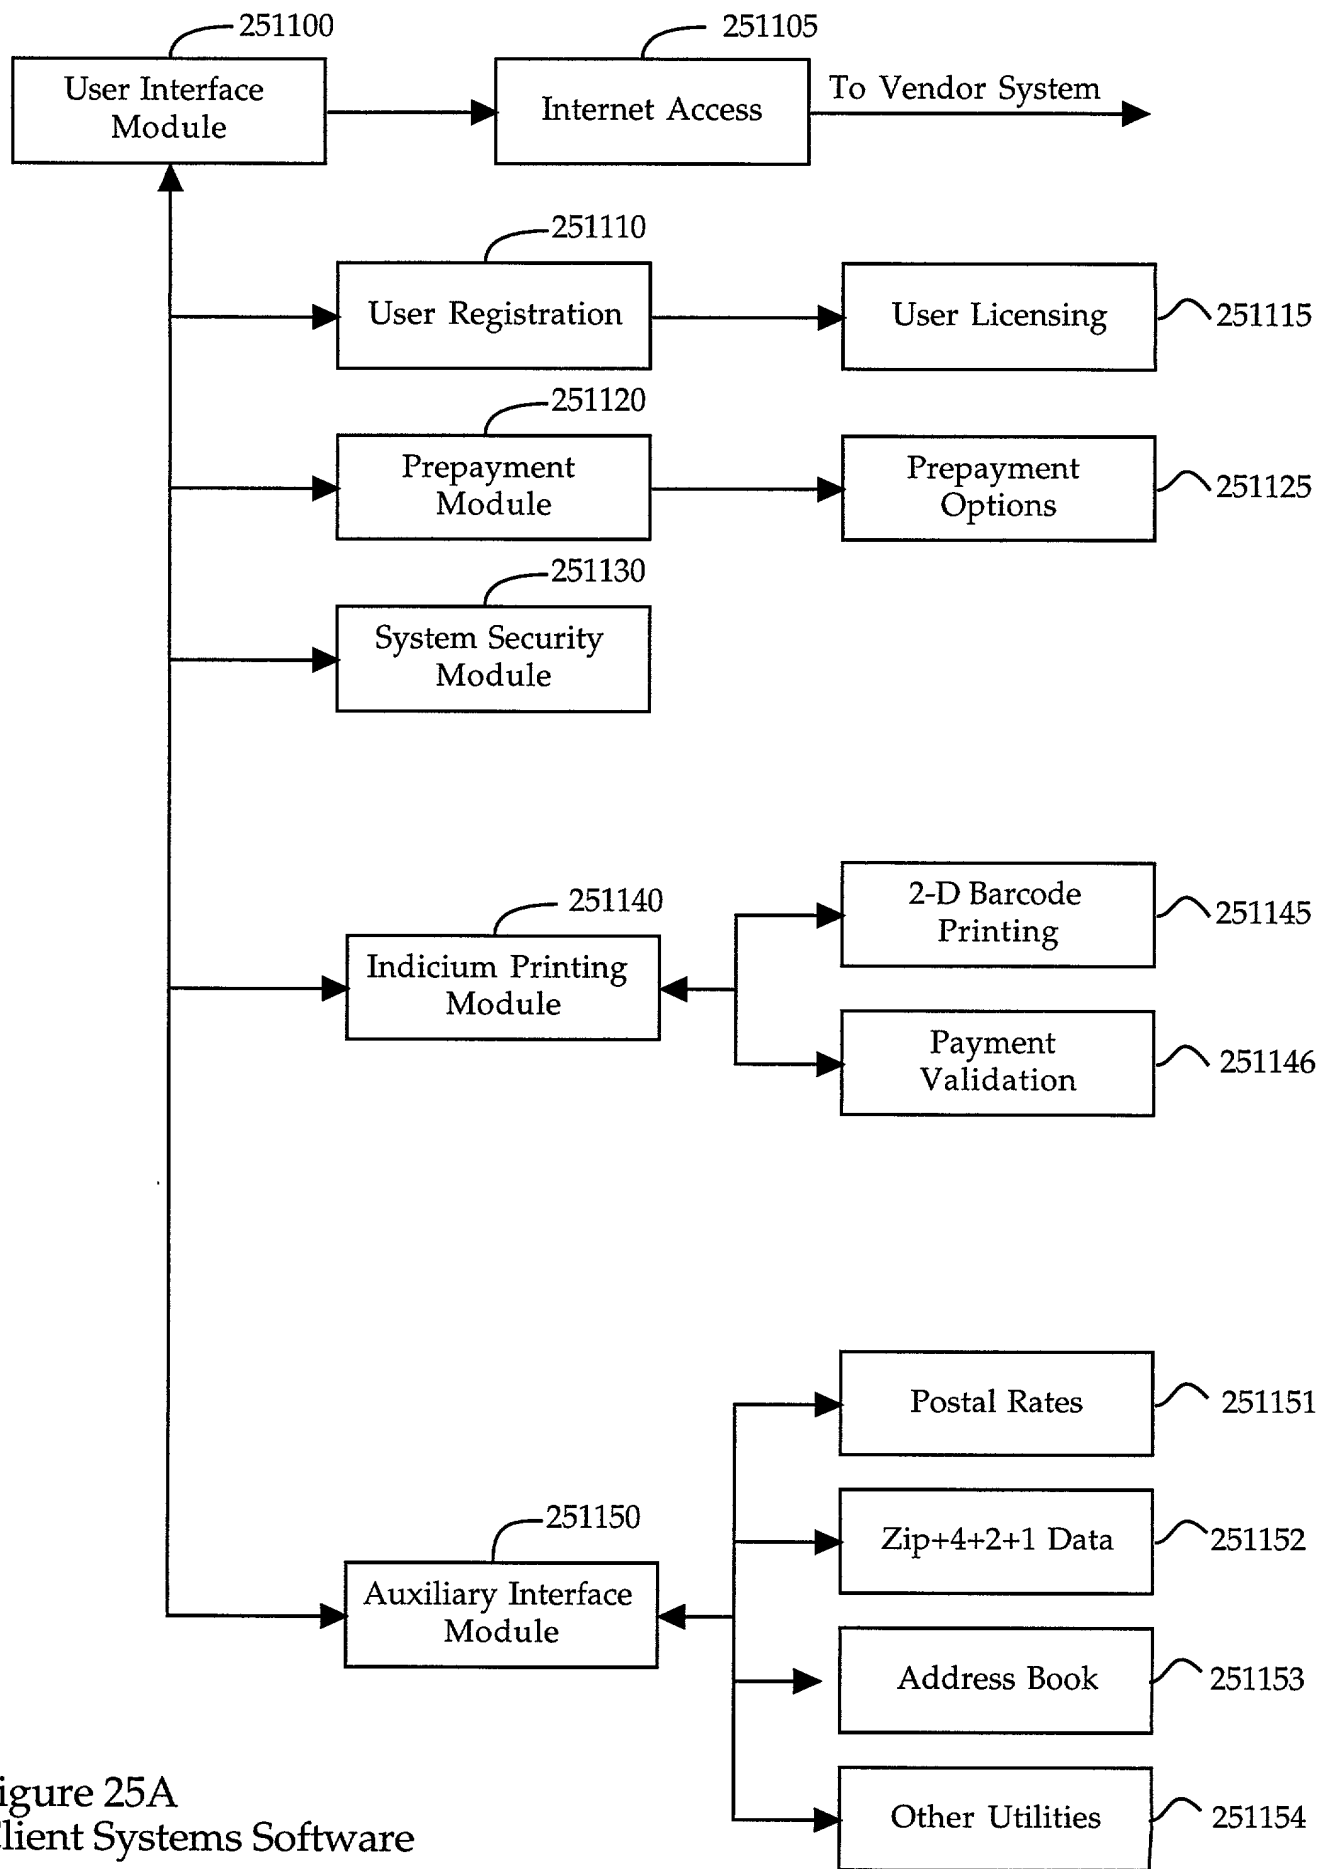 251100
251105
User Interface
Module
Internet Access
To Vendor System
251110
User Registration
User Licensing
251115
251120
Prepayment
Module
Prepayment
Options
251125
251130
System Security
Module
2-D Barcode
Printing
251145
251140
Indicium Printing
Module
Payment
Validation
251146
Postal Rates
251151
251150
Zip+4+2+1 Data
251152
Auxiliary Interface
Module
Address Book
251153
Other Utilities
251154
igure 25A
lient Systems Software